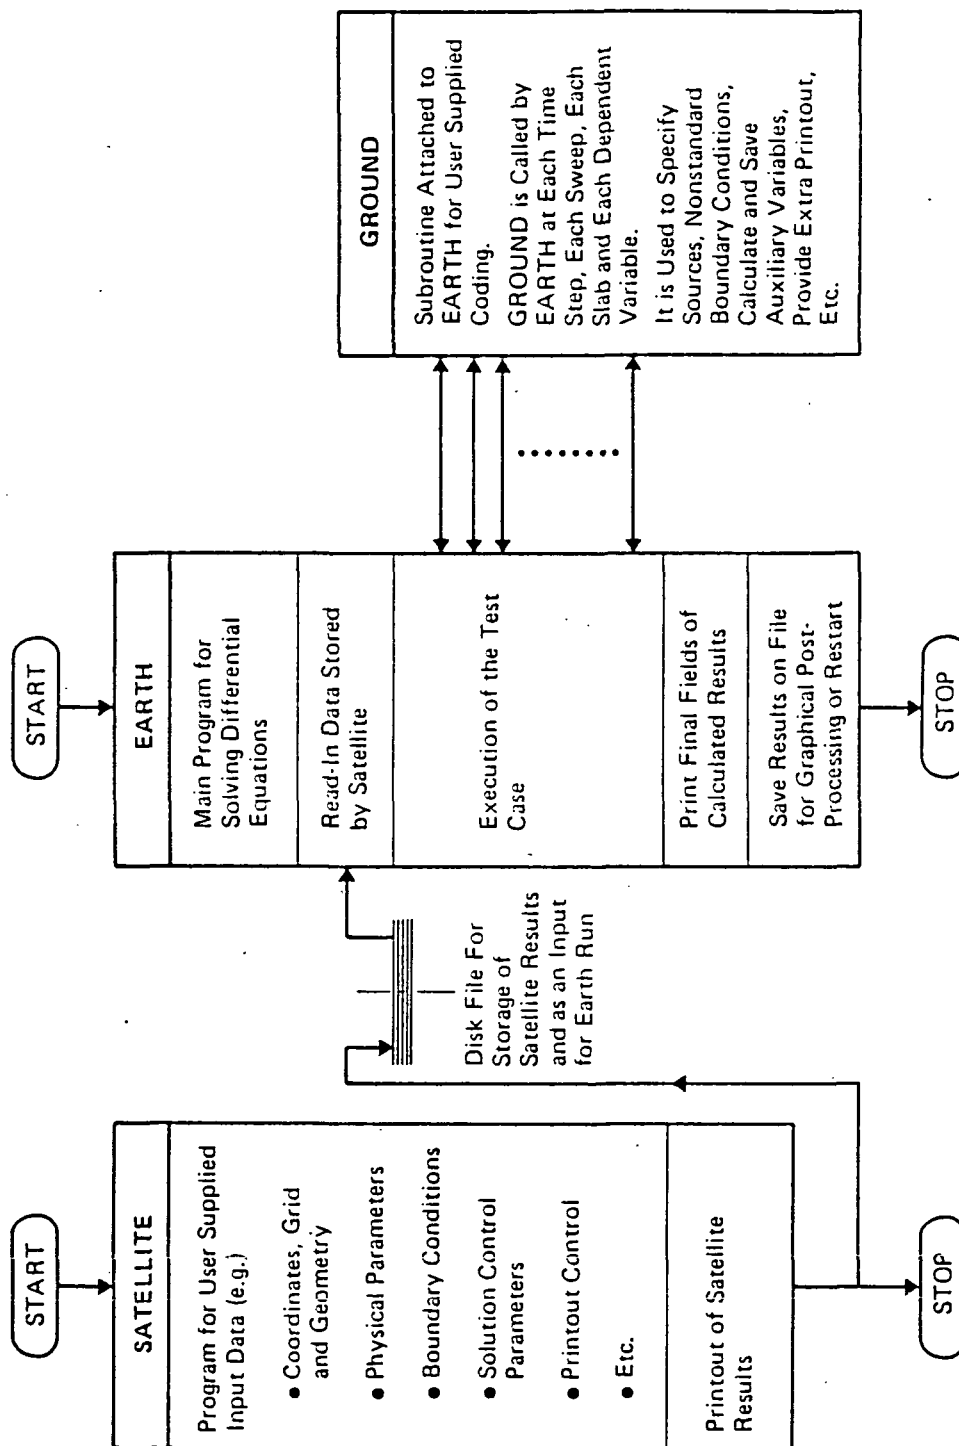 START
SATELLITE
Program for User Supplied
Input Data (e.g.)
• Coordinates, Grid
and Geometry
• Physical Parameters
• Boundary Conditions
• Solution Control
Parameters
• Printout Control
• Etc.
Printout of Satellite
Results
STOP
Disk File For
Storage of
Satellite Results
and as an Input
for Earth Run
START
EARTH
Main Program for
Solving Differential
Equations
Read-In Data Stored
by Satellite
Execution of the Test
Case
Print Final Fields of
Calculated Results
Save Results on File
for Graphical Post-
Processing or Restart
STOP
GROUND
Subroutine Attached to
EARTH for User Supplied
Coding.
GROUND is Called by
EARTH at Each Time
Step, Each Sweep, Each
Slab and Each Dependent
Variable.
It is Used to Specify
Sources, Nonstandard
Boundary Conditions,
Calculate and Save
Auxiliary Variables,
Provide Extra Printout,
Etc.